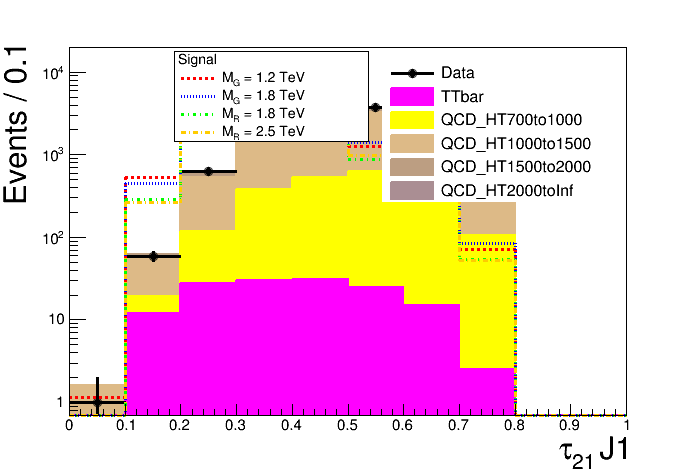 Events / 0.1
10^4
10^3
10^2
10
1
Signal
M_G = 1.2 TeV
M_G = 1.8 TeV
M_R = 1.8 TeV
M_R = 2.5 TeV
Data
TTbar
QCD_HT700to1000
QCD_HT1000to1500
QCD_HT1500to2000
QCD_HT2000toInf
0 0.1 0.2 0.3 0.4 0.5 0.6 0.7 0.8 0.9 1
τ_21 J1